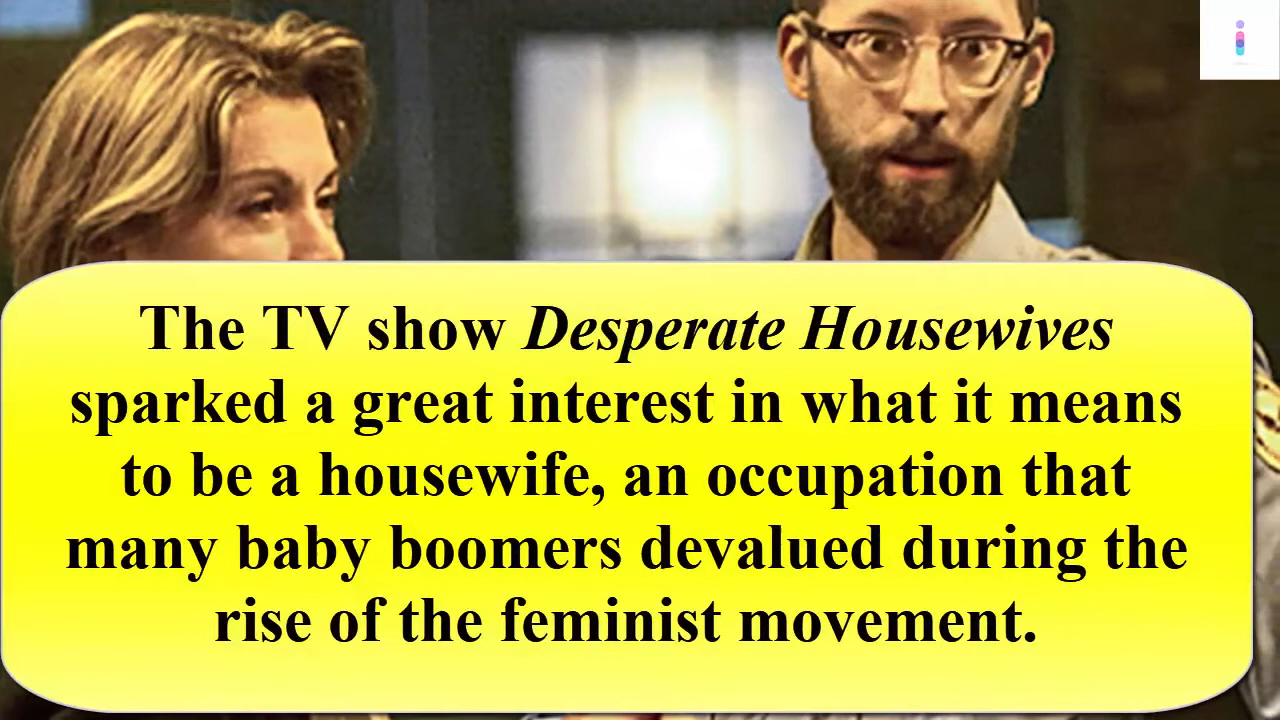 The TV show Desperate Housewives
sparked a great interest in what it means
to be a housewife, an occupation that
many baby boomers devalued during the
rise of the feminist movement.